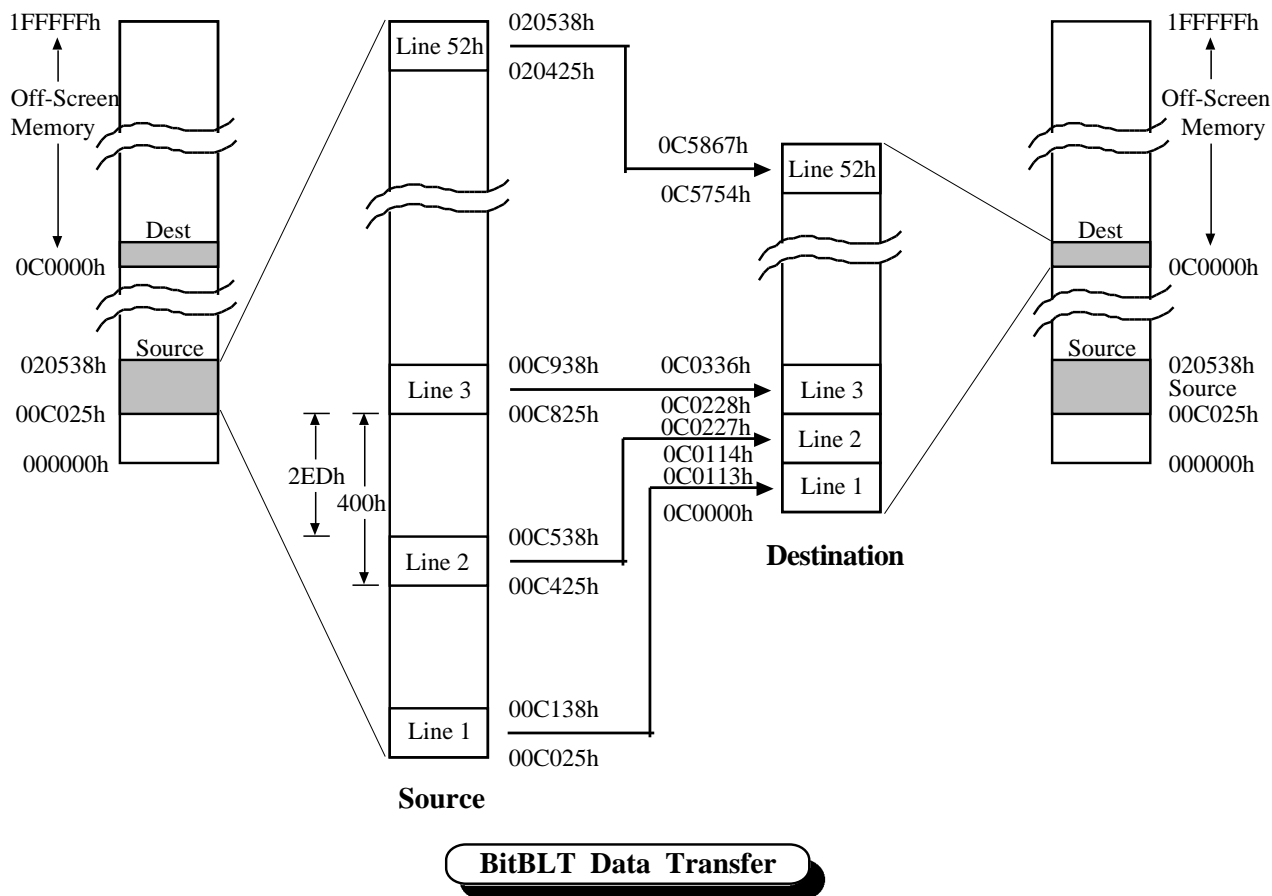 1FFFFFh
Off-Screen
Memory
Dest
0C0000h
Source
020538h
00C025h
000000h
Line 52h
020538h
020425h
Line 3
00C938h
00C825h
2EDh
400h
Line 2
00C538h
00C425h
Line 1
00C138h
00C025h
Source
0C5867h
0C5754h
Line 52h
0C0336h
0C0228h
Line 3
0C0227h
0C0114h
Line 2
0C0113h
0C0000h
Line 1
Destination
1FFFFFh
Off-Screen
Memory
Dest
0C0000h
Source
020538h
Source
00C025h
000000h
BitBLT Data Transfer